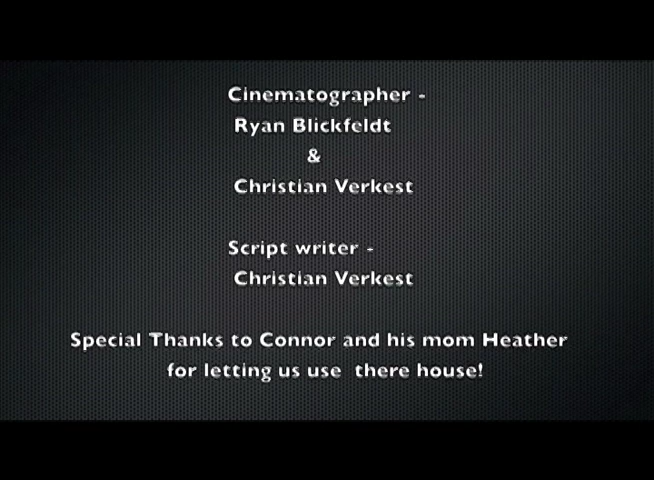 Cinematographer -
Ryan Blickfeldt
&
Christian Verkest
Script writer -
Christian Verkest
Special Thanks to Connor and his mom Heather
for letting us use there house!